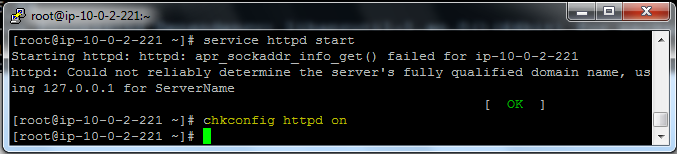 root@ip-10-0-2-221:~
[root@ip-10-0-2-221 ~]# service httpd start
Starting httpd: httpd: apr_sockaddr_info_get() failed for ip-10-0-2-221
httpd: Could not reliably determine the server's fully qualified domain name, us
ing 127.0.0.1 for ServerName
[  OK  ]
[root@ip-10-0-2-221 ~]# chkconfig httpd on
[root@ip-10-0-2-221 ~]#